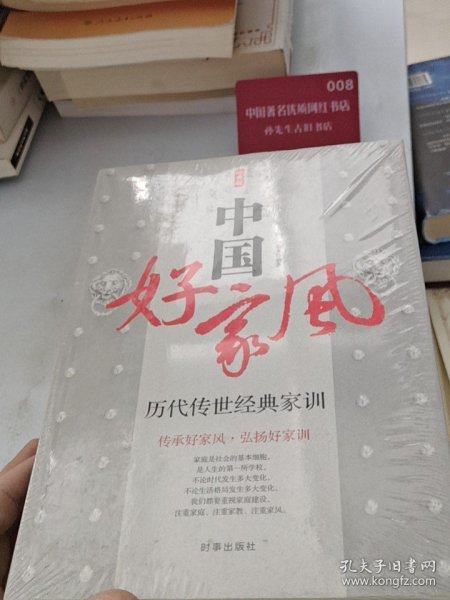 008
中国著名优质网红书店
孙先生古旧书店
中国
好家风
历代传世经典家训
传承好家风·弘扬好家训
家庭是社会的基本细胞，
是人生的第一所学校。
不论时代发生多大变化，
不论生活格局发生多大变化，
我们都要重视家庭建设，
注重家庭、注重家教、注重家风。
时事出版社
孔夫子旧书网
www.kongfz.com